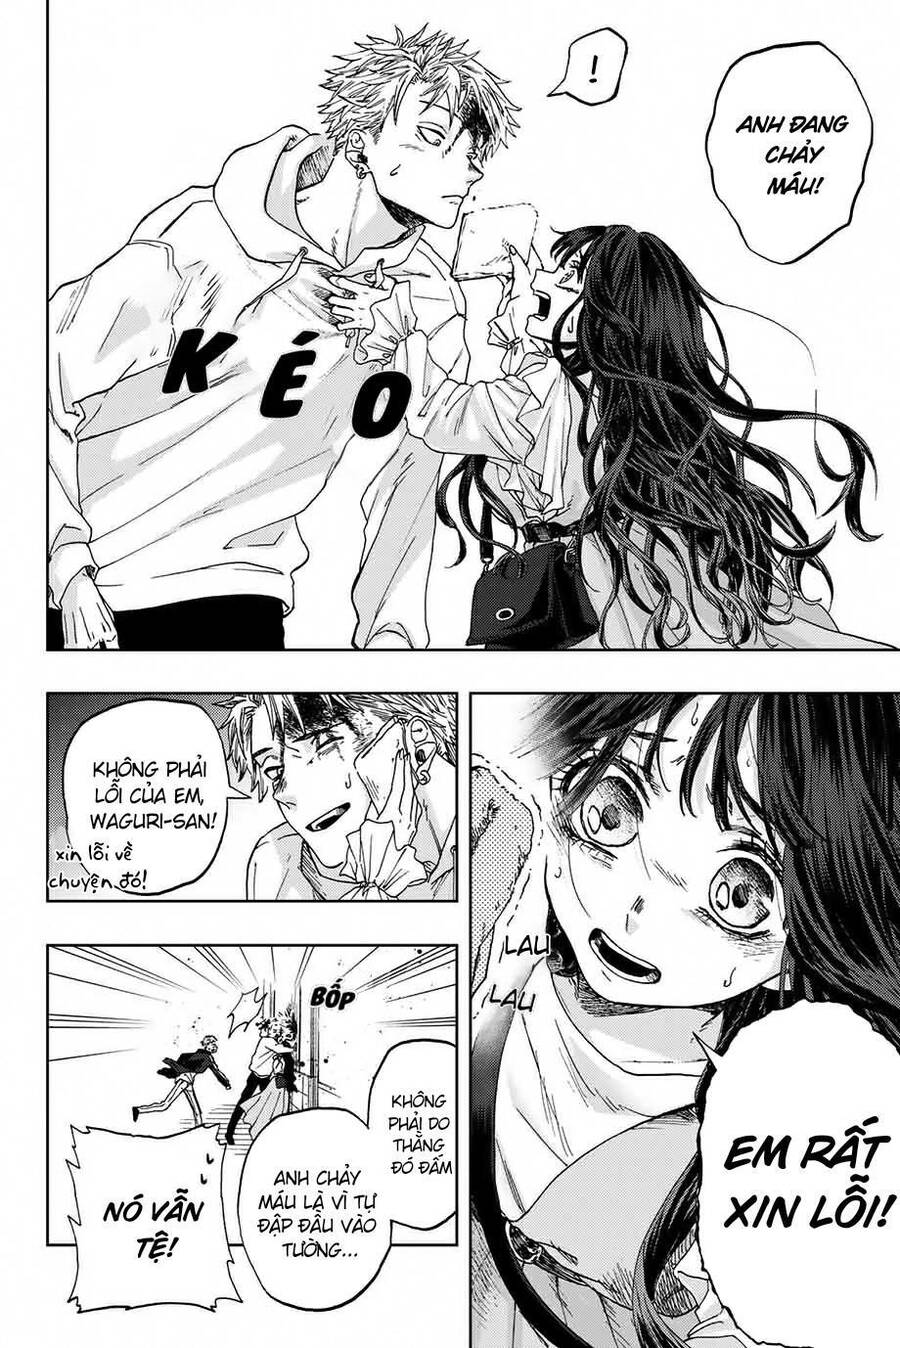 ANH ĐANG
CHẢY
MÁU!
!
KÉO
EM RẤT
XIN LỖI!
LAU
LAU
KHÔNG PHẢI
LỖI CỦA EM,
WAGURI-SAN!
xin lỗi về
chuyện đó!
BỐP
KHÔNG
PHẢI DO
THẰNG
ĐÓ ĐẤM
ANH CHẢY
MÁU LÀ VÌ TỰ
ĐẬP ĐẦU VÀO
TƯỜNG...
NÓ VẪN
TỆ!